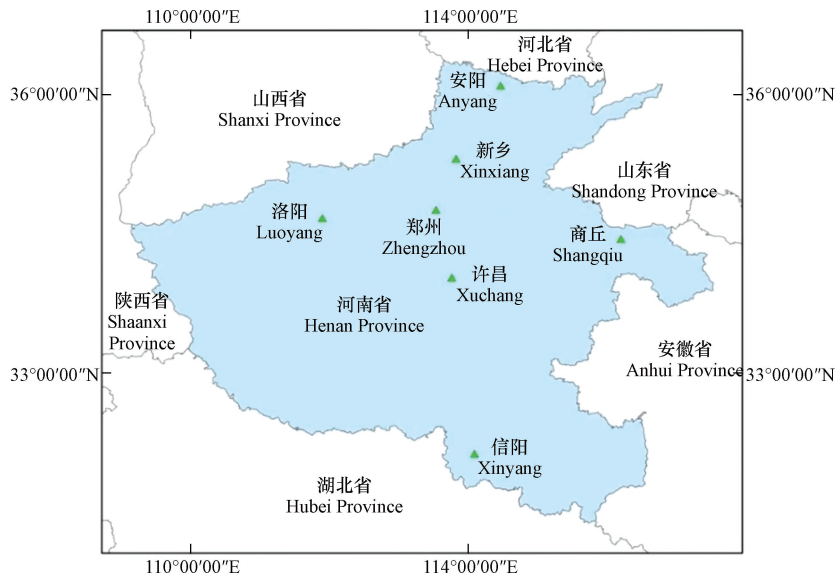 110°00′00″E
114°00′00″E
河北省
Hebei Province
安阳
Anyang
36°00′00″N
36°00′00″N
山西省
Shanxi Province
新乡
Xinxiang
山东省
Shandong Province
洛阳
Luoyang
郑州
Zhengzhou
商丘
Shangqiu
许昌
Xuchang
陕西省
Shaanxi
Province
河南省
Henan Province
安徽省
Anhui Province
33°00′00″N
33°00′00″N
信阳
Xinyang
湖北省
Hubei Province
110°00′00″E
114°00′00″E